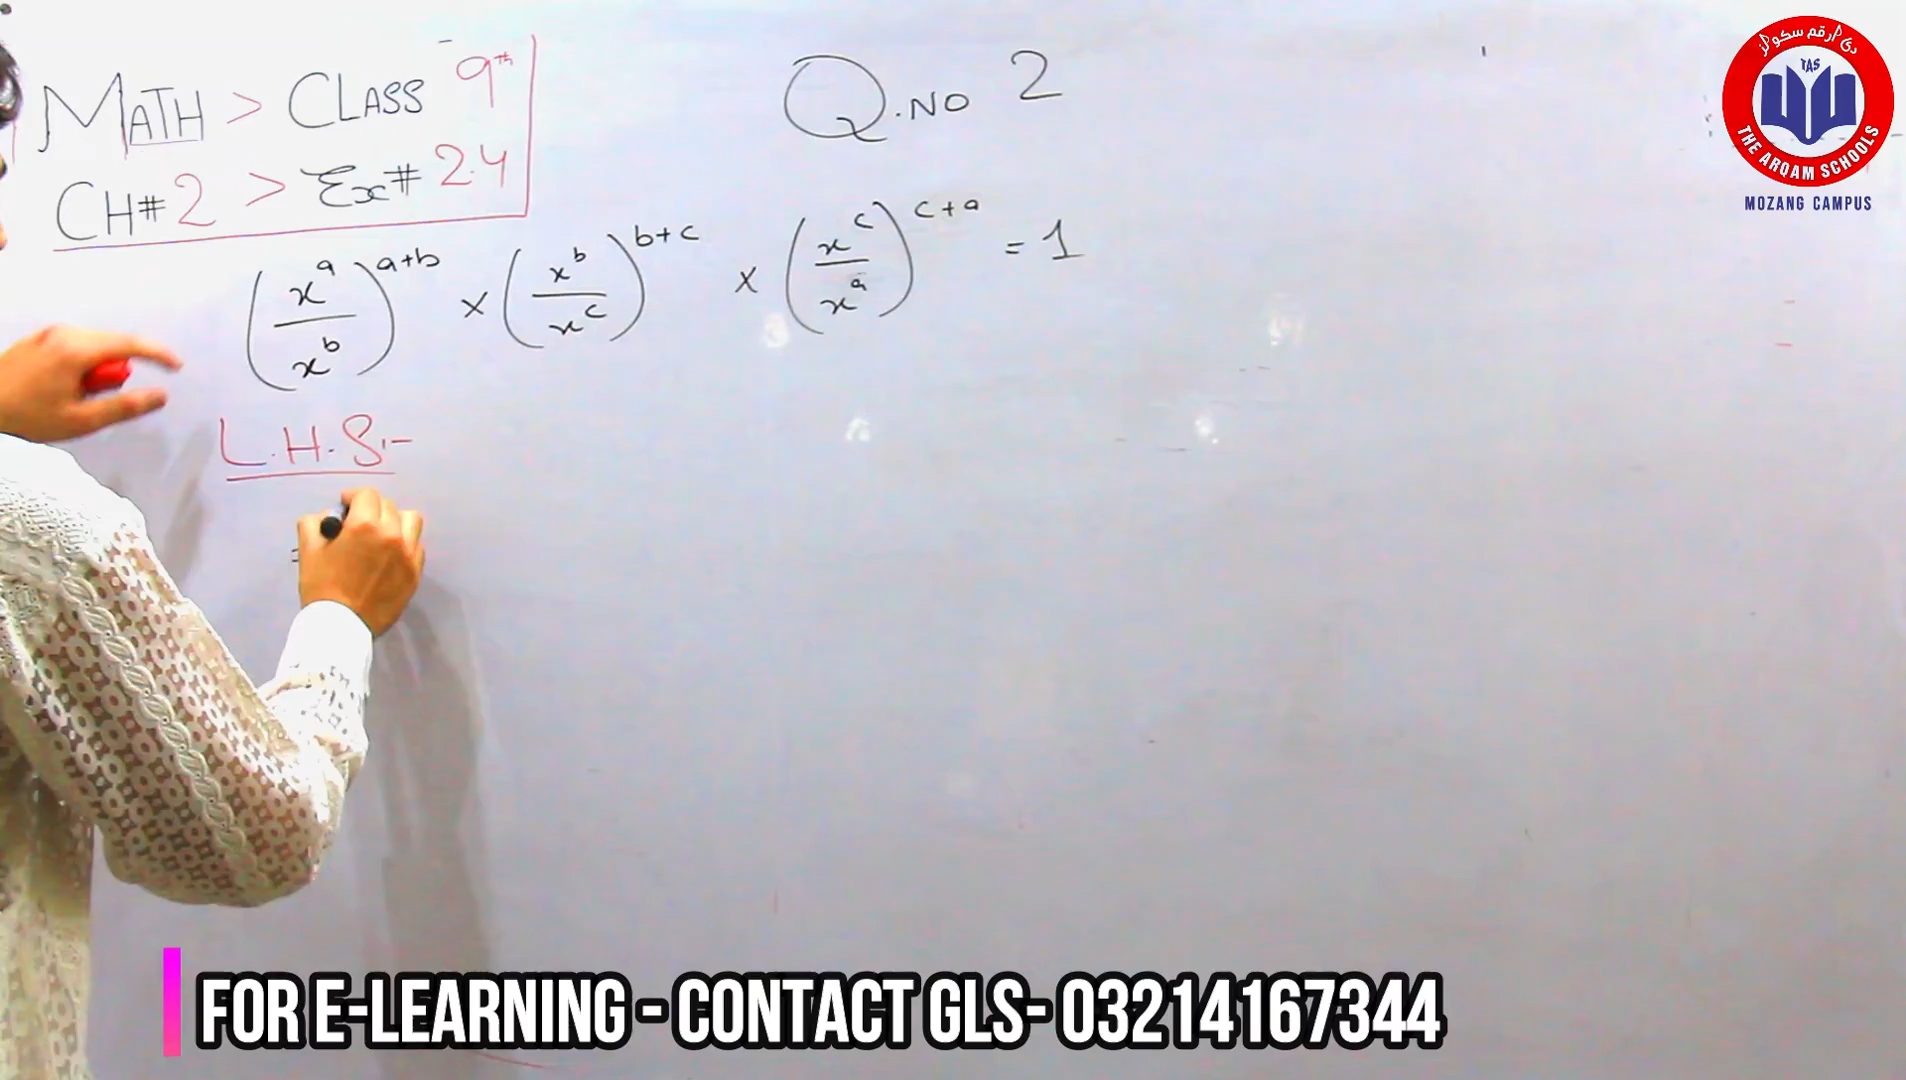 MATH > CLASS 9th
CH# 2 > Ex# 2.4
Q.NO 2
(x^a/x^b)^(a+b) × (x^b/x^c)^(b+c) × (x^c/x^a)^(c+a) = 1
L.H.S:-
=
دی ارقم سکولز
TAS
THE ARQAM SCHOOLS
MOZANG CAMPUS
FOR E-LEARNING - CONTACT GLS- 03214167344